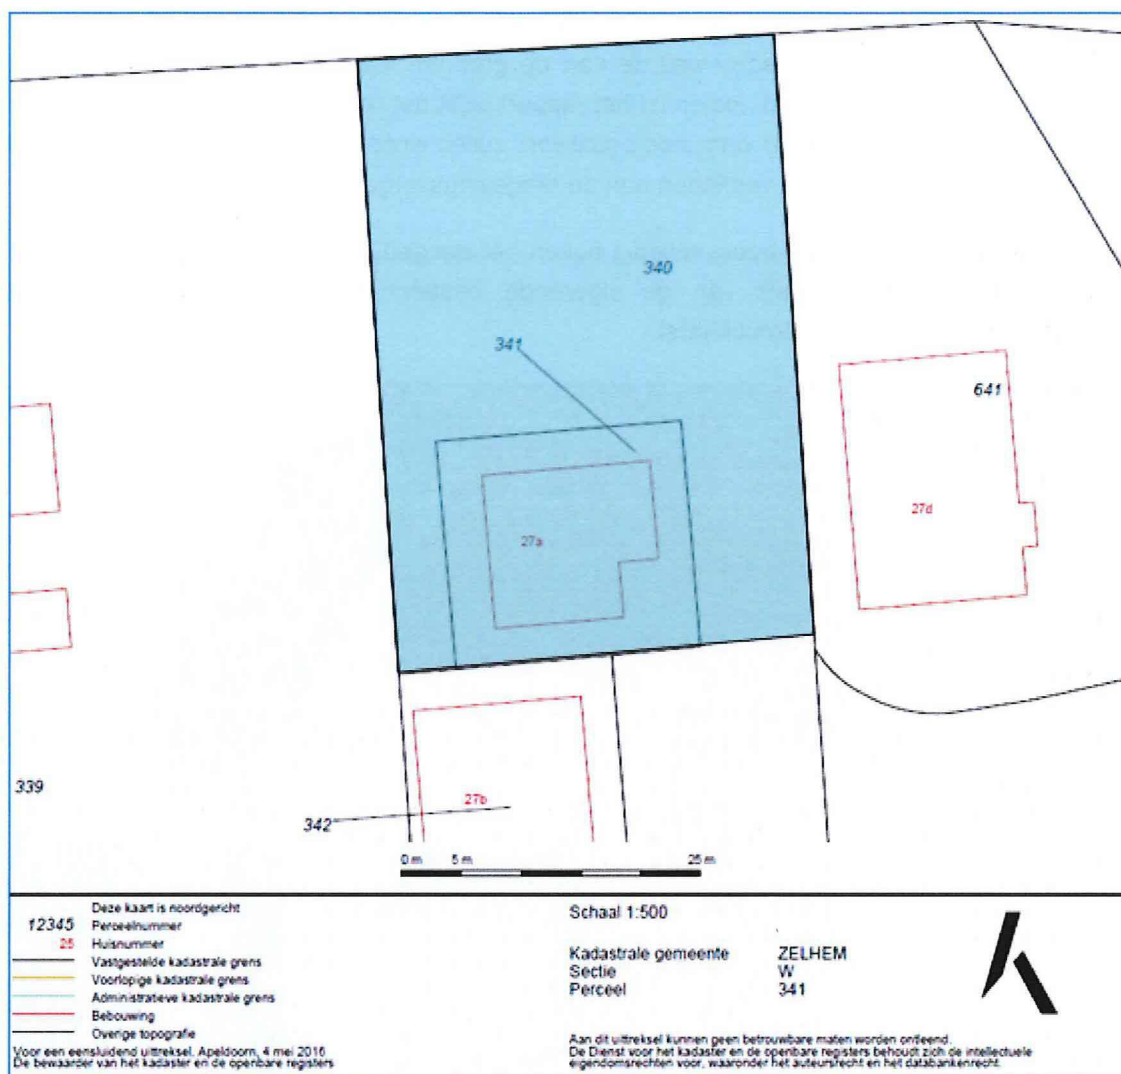 340
341
641
27a
27d
339
27b
342
0 m 5 m 25 m
Deze kaart is noordgericht
12345 Perceelnummer
25 Huisnummer
Vastgestelde kadastrale grens
Voorlopige kadastrale grens
Administratieve kadastrale grens
Bebouwing
Overige topografie
Voor een eensluidend uittreksel, Apeldoorn, 4 mei 2016
De bewaarder van het kadaster en de openbare registers
Schaal 1:500
Kadastrale gemeente ZELHEM
Sectie W
Perceel 341
Aan dit uittreksel kunnen geen betrouwbare maten worden ontleend.
De Dienst voor het kadaster en de openbare registers behoudt zich de intellectuele
eigendomsrechten voor, waaronder het auteursrecht en het databankenrecht.